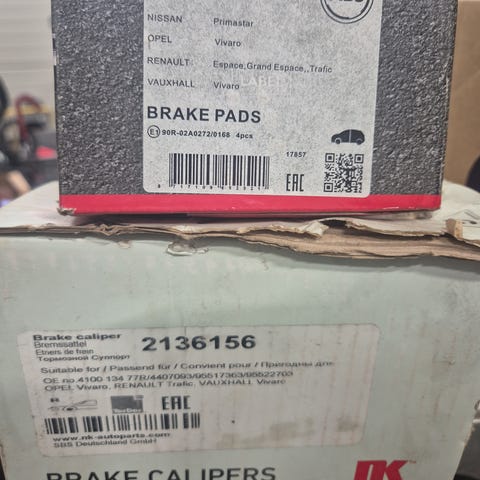 NISSAN Primastar
OPEL Vivaro
RENAULT Espace,Grand Espace,,Trafic
VAUXHALL Vivaro
BRAKE PADS
E1 90R-02A0272/0168 4pcs
17857
EAC
Brake caliper 2136156
Bremssattel
Etriers de frein
Тормозной Суппорт
Suitable for / Passend für / Convient pour / Пригодны для
OE no.4100 134 77R/4407093/95517363/95522703
OPEL Vivaro, RENAULT Trafic, VAUXHALL Vivaro
R
EAC
www.nk-autoparts.com
SBS Deutschland GmbH
BRAKE CALIPERS
NK